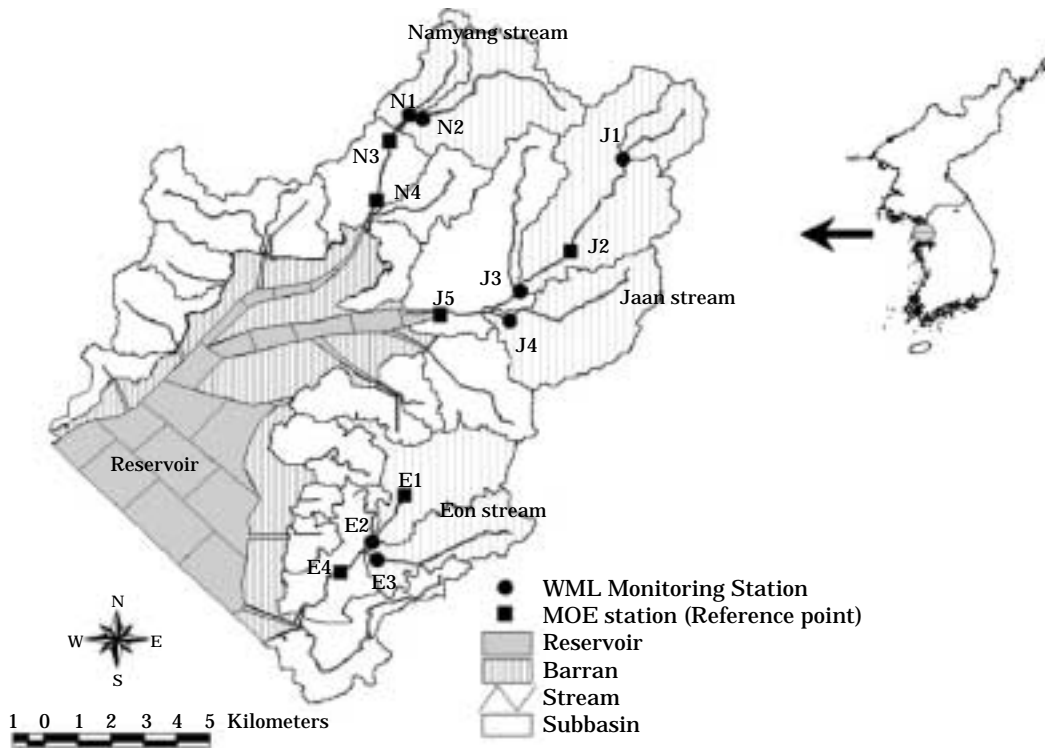 Namyang stream
N1
N2
J1
N3
N4
J2
J3
J5
Jaan stream
J4
Reservoir
E1
Eon stream
E2
E4
E3
WML Monitoring Station
MOE station (Reference point)
Reservoir
Barran
Stream
Subbasin
N
W E
S
1 0 1 2 3 4 5 Kilometers